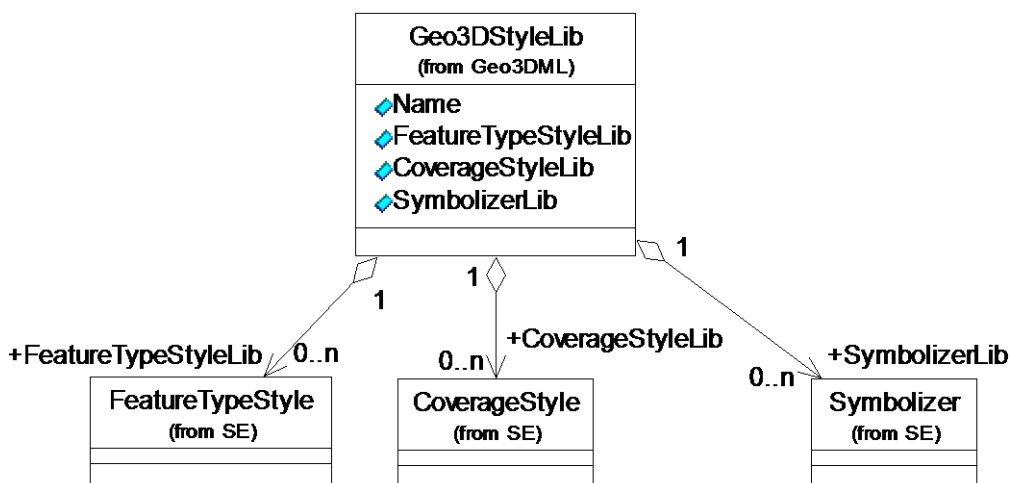 Geo3DStyleLib
(from Geo3DML)
Name
FeatureTypeStyleLib
CoverageStyleLib
SymbolizerLib
1
1
1
+FeatureTypeStyleLib
0..n
+CoverageStyleLib
0..n
+SymbolizerLib
0..n
FeatureTypeStyle
(from SE)
CoverageStyle
(from SE)
Symbolizer
(from SE)